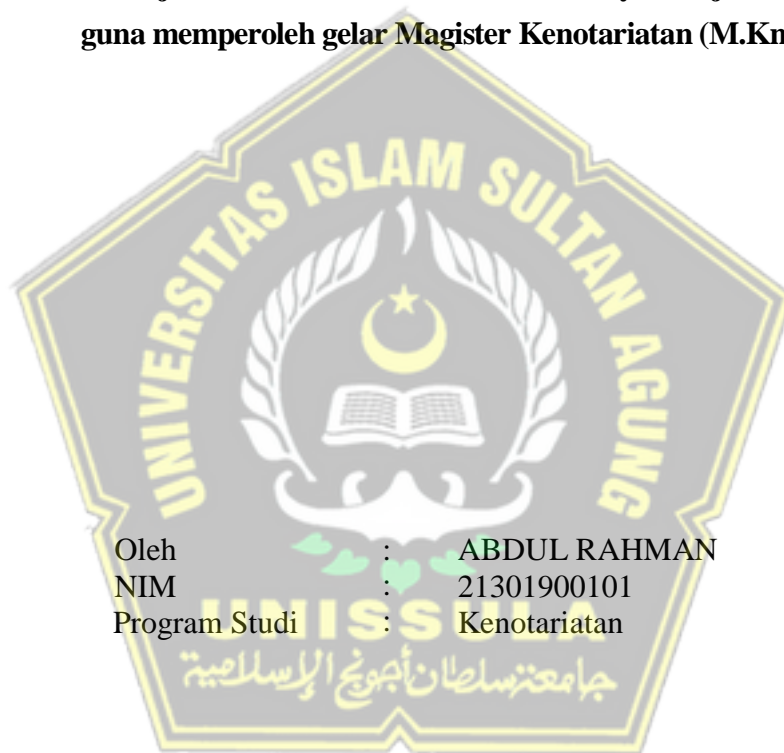 guna memperoleh gelar Magister Kenotariatan (M.Kn
UNIVERSITAS ISLAM SULTAN AGUNG
Oleh : ABDUL RAHMAN
NIM : 21301900101
Program Studi : Kenotariatan
UNISSULA
جامعة سلطان أجونج الإسلامية